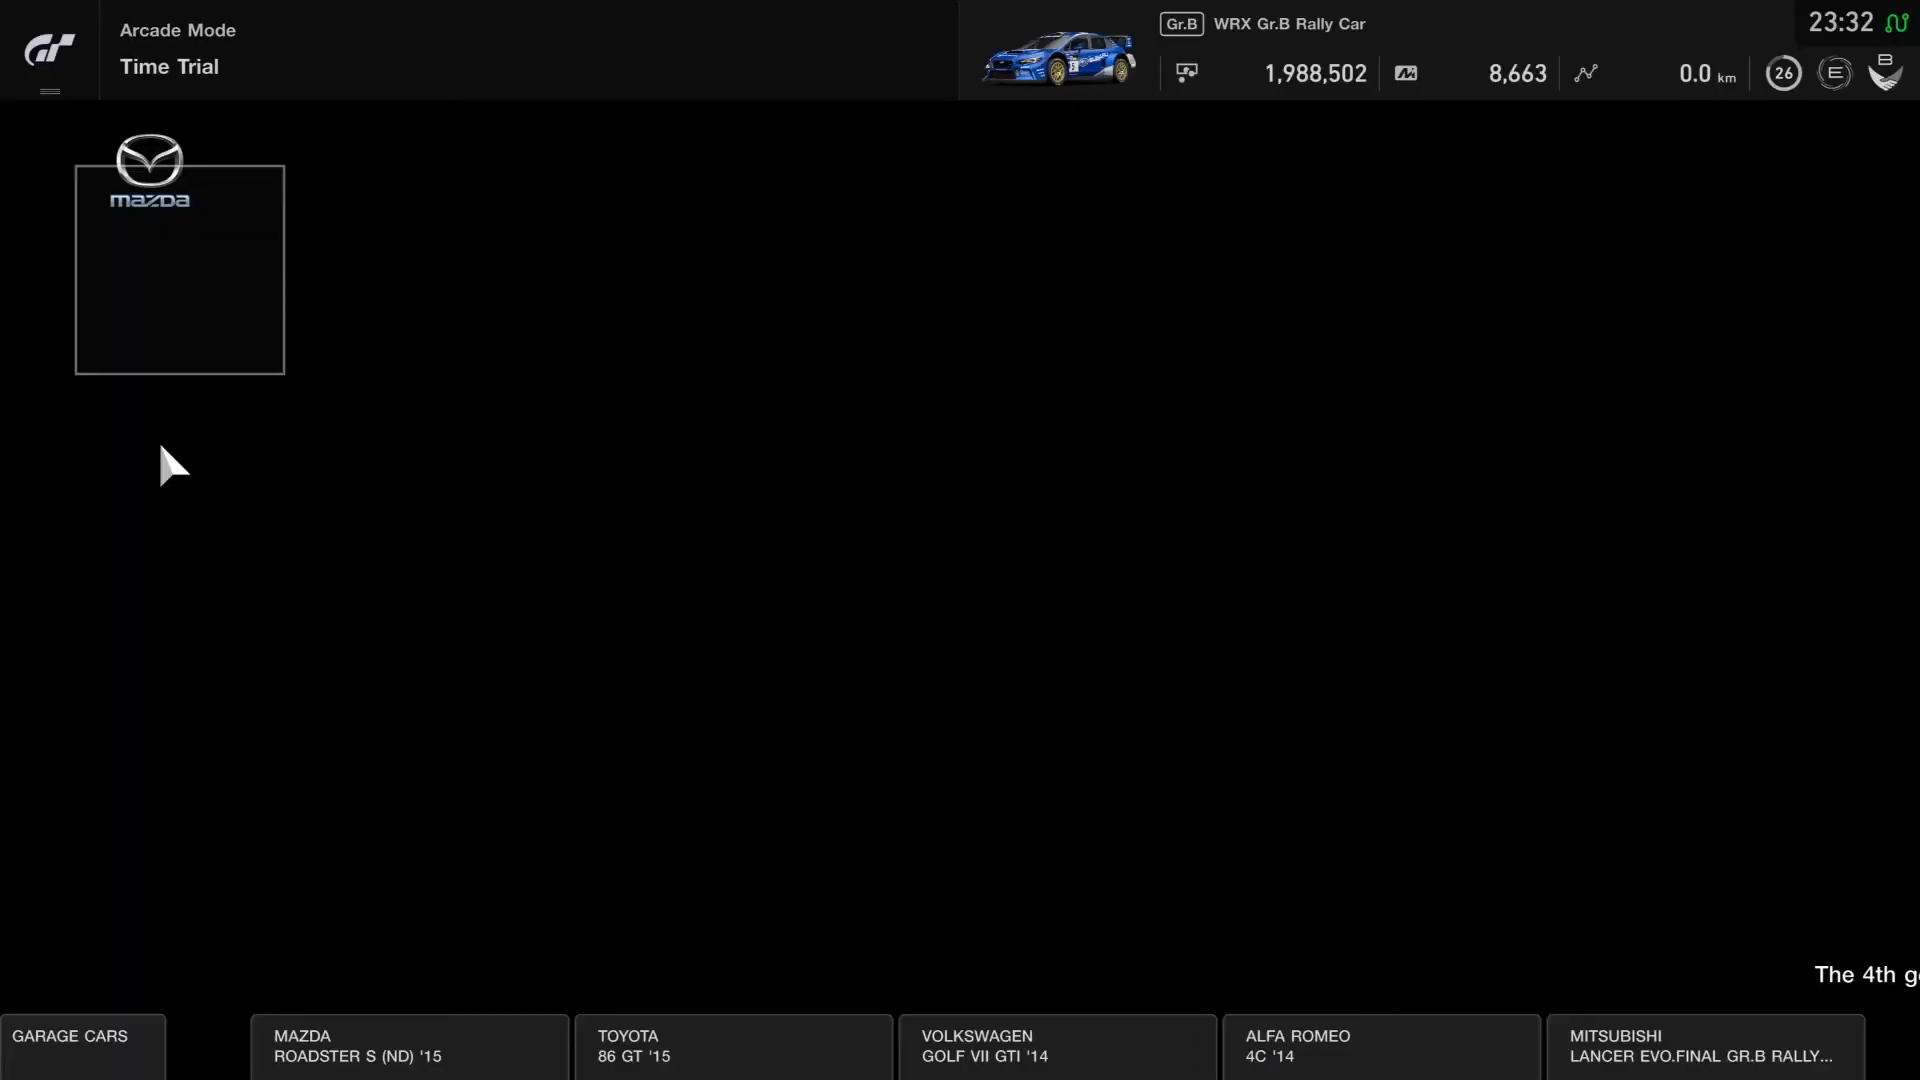 Arcade Mode
Time Trial
Gr.B WRX Gr.B Rally Car
23:32
1,988,502
8,663
0.0 km
26
E
B
mazda
The 4th g
GARAGE CARS
MAZDA
ROADSTER S (ND) '15
TOYOTA
86 GT '15
VOLKSWAGEN
GOLF VII GTI '14
ALFA ROMEO
4C '14
MITSUBISHI
LANCER EVO.FINAL GR.B RALLY...